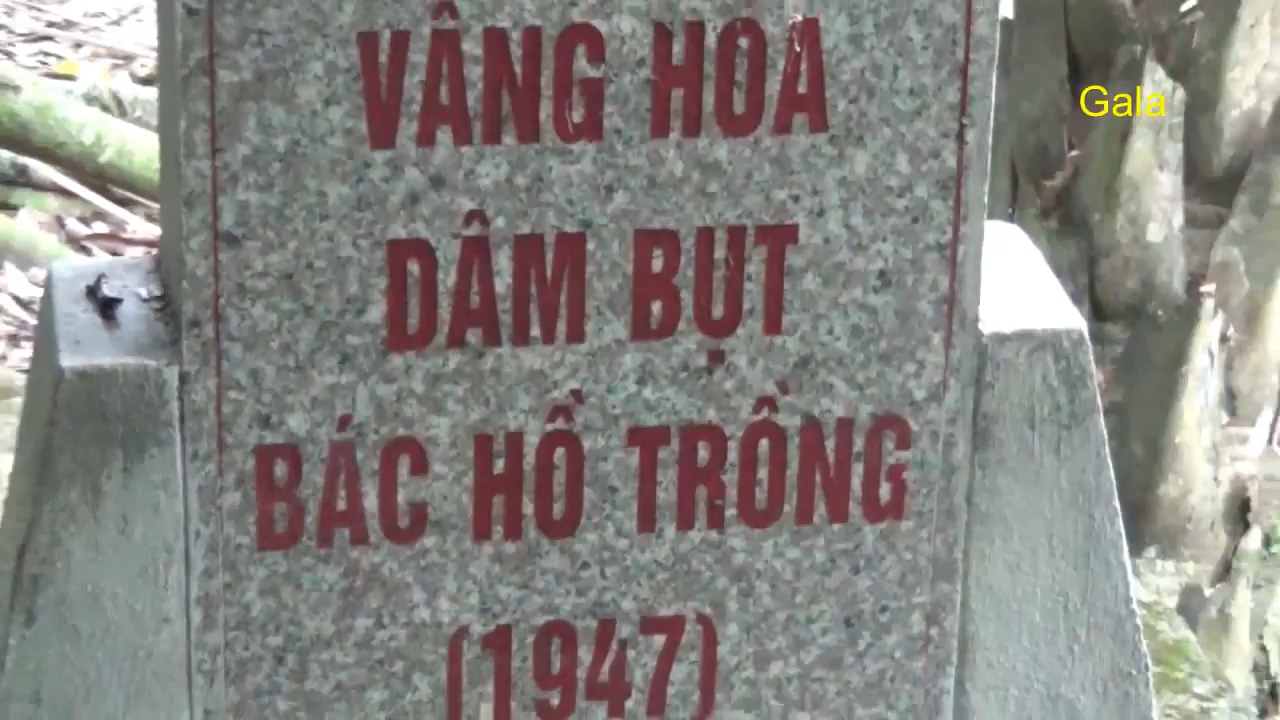 VÂNG HOA
DÂM BỤT
BÁC HỒ TRỒNG
(1947)
Gala